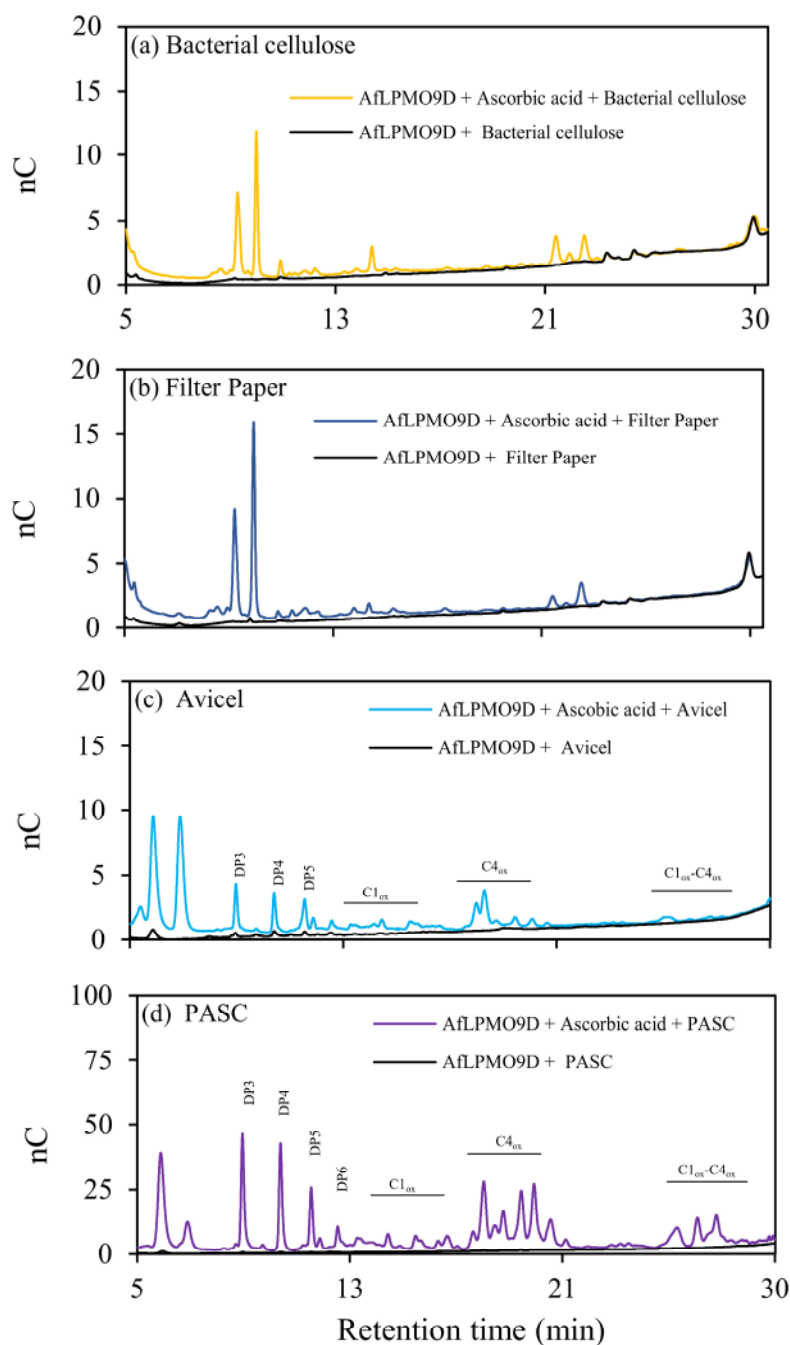 20
(a) Bacterial cellulose
15
AfLPMO9D + Ascorbic acid + Bacterial cellulose
AfLPMO9D + Bacterial cellulose
10
nC
5
0
5 13 21 30
20
(b) Filter Paper
15
AfLPMO9D + Ascorbic acid + Filter Paper
AfLPMO9D + Filter Paper
10
nC
5
0
20
(c) Avicel
AfLPMO9D + Ascobic acid + Avicel
15
AfLPMO9D + Avicel
10
nC
5
DP3
DP4
DP5
C1ox
C4ox
C1ox-C4ox
0
100
(d) PASC
AfLPMO9D + Ascorbic acid + PASC
75
AfLPMO9D + PASC
50
nC
25
DP3
DP4
DP5
DP6
C1ox
C4ox
C1ox-C4ox
0
5 13 21 30
Retention time (min)